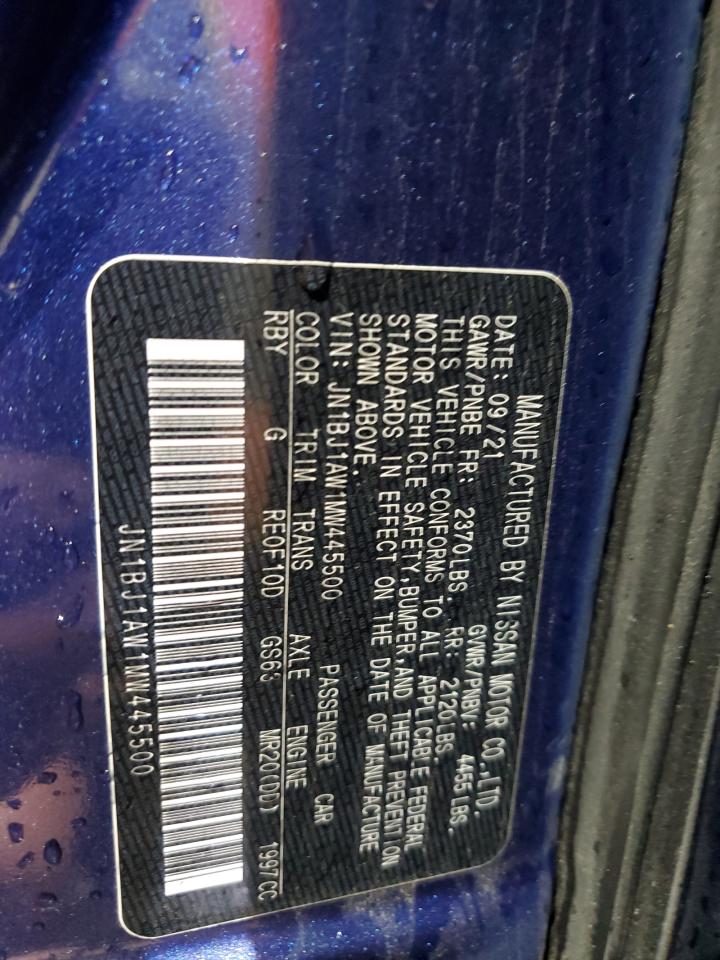 MANUFACTURED BY NISSAN MOTOR CO.,LTD.
DATE: 09/21 GVWR/PNBV: 4455 LBS.
GAWR/PNBE FR: 2370LBS. RR: 2120LBS.
THIS VEHICLE CONFORMS TO ALL APPLICABLE FEDERAL
MOTOR VEHICLE SAFETY,BUMPER,AND THEFT PREVENTION
STANDARDS IN EFFECT ON THE DATE OF MANUFACTURE
SHOWN ABOVE.
VIN: JN1BJ1AW1MW445500 PASSENGER CAR
COLOR TRIM TRANS AXLE ENGINE
RBY G RE0F10D GS63 MR20(DD) 1997CC
JN1BJ1AW1MW445500